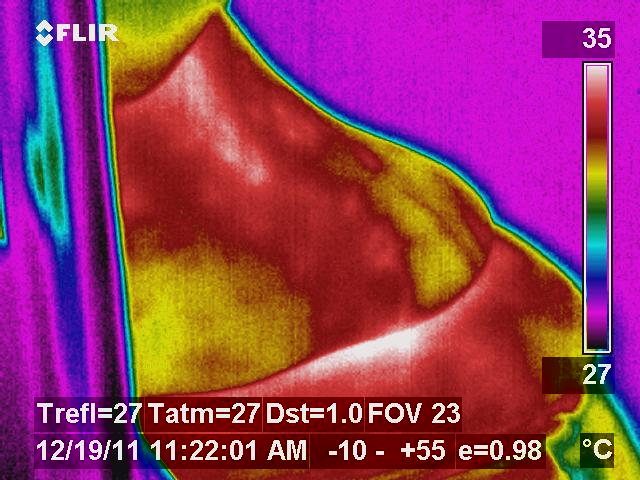 FLIR
35
27
Trefl=27 Tatm=27 Dst=1.0 FOV 23
12/19/11 11:22:01 AM -10 - +55 e=0.98 °C